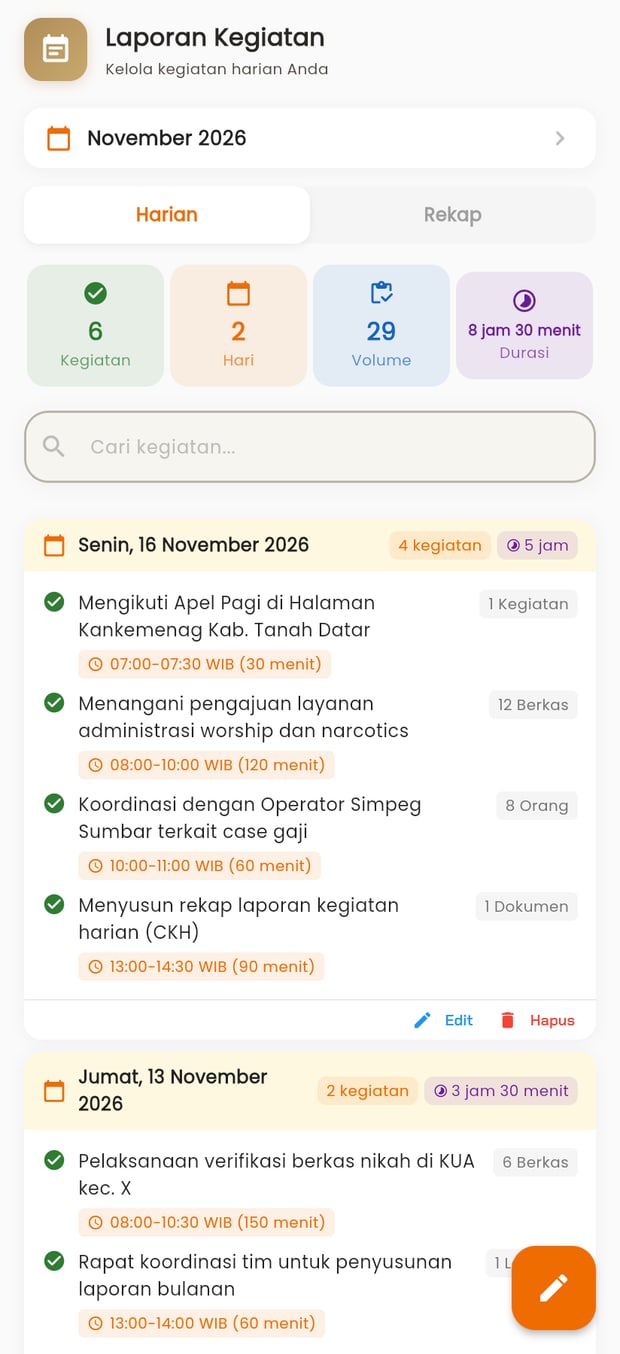 Laporan Kegiatan
Kelola kegiatan harian Anda
November 2026
Harian
Rekap
6
Kegiatan
2
Hari
29
Volume
8 jam 30 menit
Durasi
Cari kegiatan...
Senin, 16 November 2026
4 kegiatan
5 jam
Mengikuti Apel Pagi di Halaman
Kankemenag Kab. Tanah Datar
1 Kegiatan
07:00-07:30 WIB (30 menit)
Menangani pengajuan layanan
administrasi worship dan narcotics
12 Berkas
08:00-10:00 WIB (120 menit)
Koordinasi dengan Operator Simpeg
Sumbar terkait case gaji
8 Orang
10:00-11:00 WIB (60 menit)
Menyusun rekap laporan kegiatan
harian (CKH)
1 Dokumen
13:00-14:30 WIB (90 menit)
Edit
Hapus
Jumat, 13 November
2026
2 kegiatan
3 jam 30 menit
Pelaksanaan verifikasi berkas nikah di KUA
kec. X
6 Berkas
08:00-10:30 WIB (150 menit)
Rapat koordinasi tim untuk penyusunan
laporan bulanan
1
13:00-14:00 WIB (60 menit)